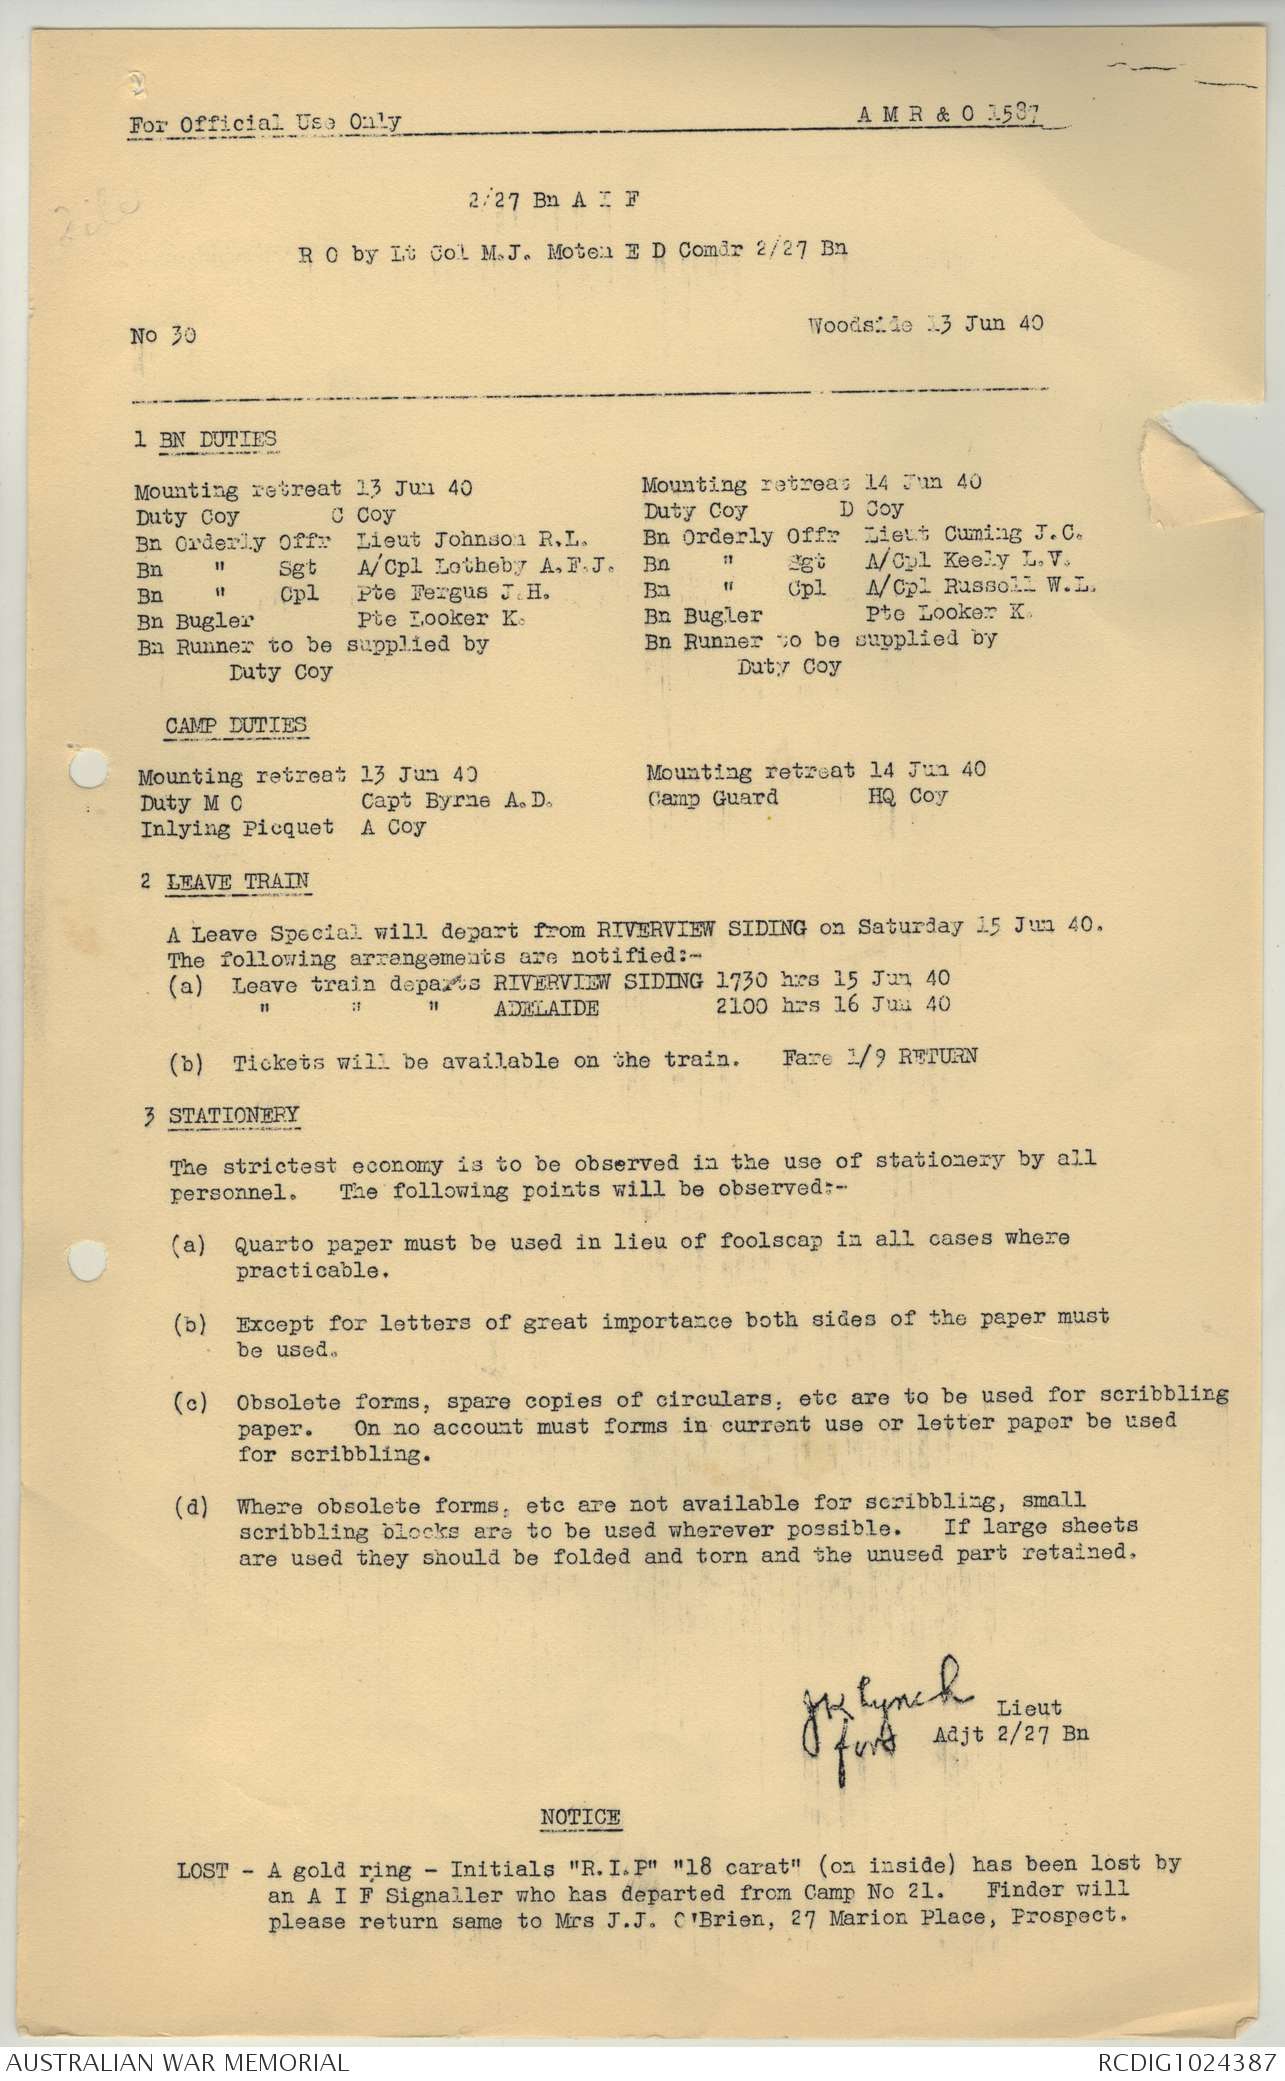 2
For Official Use Only A M R & O 1587
File
2/27 Bn A I F
R O by Lt Col M.J. Moten E D Comdr 2/27 Bn
No 30 Woodside 13 Jun 40
1 BN DUTIES
Mounting retreat 13 Jun 40 Mounting retreat 14 Jun 40
Duty Coy C Coy Duty Coy D Coy
Bn Orderly Offr Lieut Johnson R.L. Bn Orderly Offr Lieut Cuming J.C.
Bn " Sgt A/Cpl Lotheby A.F.J. Bn " Sgt A/Cpl Keely L.V.
Bn " Cpl Pte Fergus J.H. Bn " Cpl A/Cpl Russell W.L.
Bn Bugler Pte Looker K. Bn Bugler Pte Looker K.
Bn Runner to be supplied by Bn Runner to be supplied by
Duty Coy Duty Coy
CAMP DUTIES
Mounting retreat 13 Jun 40 Mounting retreat 14 Jun 40
Duty M O Capt Byrne A.D. Camp Guard HQ Coy
Inlying Picquet A Coy
2 LEAVE TRAIN
A Leave Special will depart from RIVERVIEW SIDING on Saturday 15 Jun 40.
The following arrangements are notified:-
(a) Leave train departs RIVERVIEW SIDING 1730 hrs 15 Jun 40
" " " ADELAIDE 2100 hrs 16 Jun 40
(b) Tickets will be available on the train. Fare 1/9 RETURN
3 STATIONERY
The strictest economy is to be observed in the use of stationery by all
personnel. The following points will be observed:-
(a) Quarto paper must be used in lieu of foolscap in all cases where
practicable.
(b) Except for letters of great importance both sides of the paper must
be used.
(c) Obsolete forms, spare copies of circulars, etc are to be used for scribbling
paper. On no account must forms in current use or letter paper be used
for scribbling.
(d) Where obsolete forms, etc are not available for scribbling, small
scribbling blocks are to be used wherever possible. If large sheets
are used they should be folded and torn and the unused part retained.
Lynch Lieut
for Adjt 2/27 Bn
NOTICE
LOST - A gold ring - Initials "R.I.P" "18 carat" (on inside) has been lost by
an A I F Signaller who has departed from Camp No 21. Finder will
please return same to Mrs J.J. O'Brien, 27 Marion Place, Prospect.
AUSTRALIAN WAR MEMORIAL RCDIG1024387